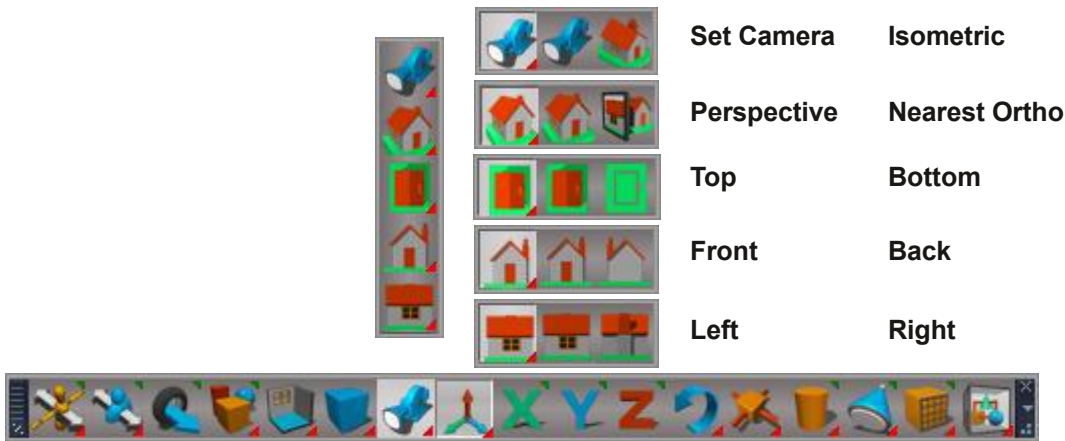 Set Camera Isometric
Perspective Nearest Ortho
Top Bottom
Front Back
Left Right
X Y Z